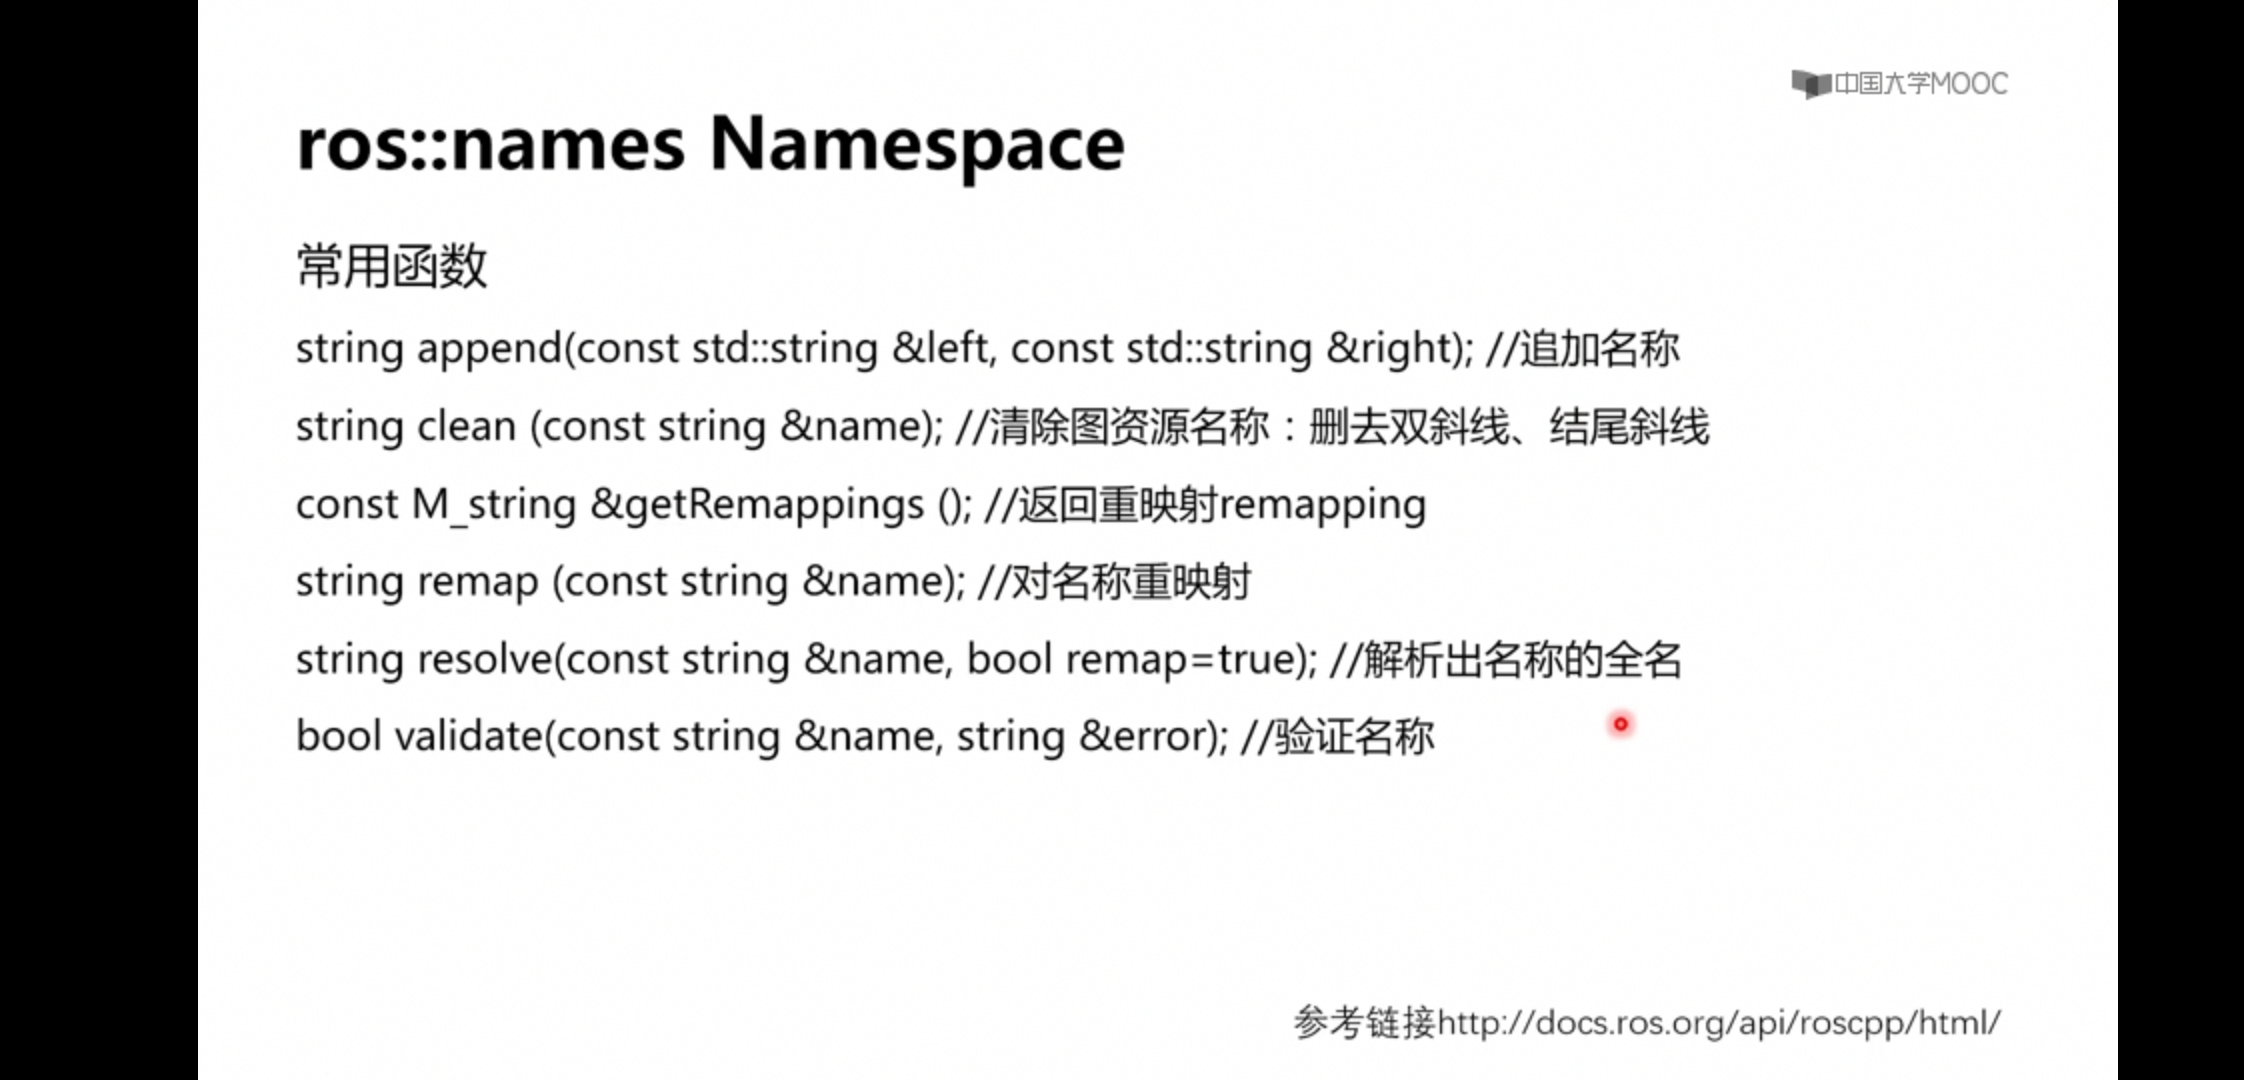 中国大学MOOC
ros::names Namespace
常用函数
string append(const std::string &left, const std::string &right); //追加名称
string clean (const string &name); //清除图资源名称：删去双斜线、结尾斜线
const M_string &getRemappings (); //返回重映射remapping
string remap (const string &name); //对名称重映射
string resolve(const string &name, bool remap=true); //解析出名称的全名
bool validate(const string &name, string &error); //验证名称
参考链接http://docs.ros.org/api/roscpp/html/